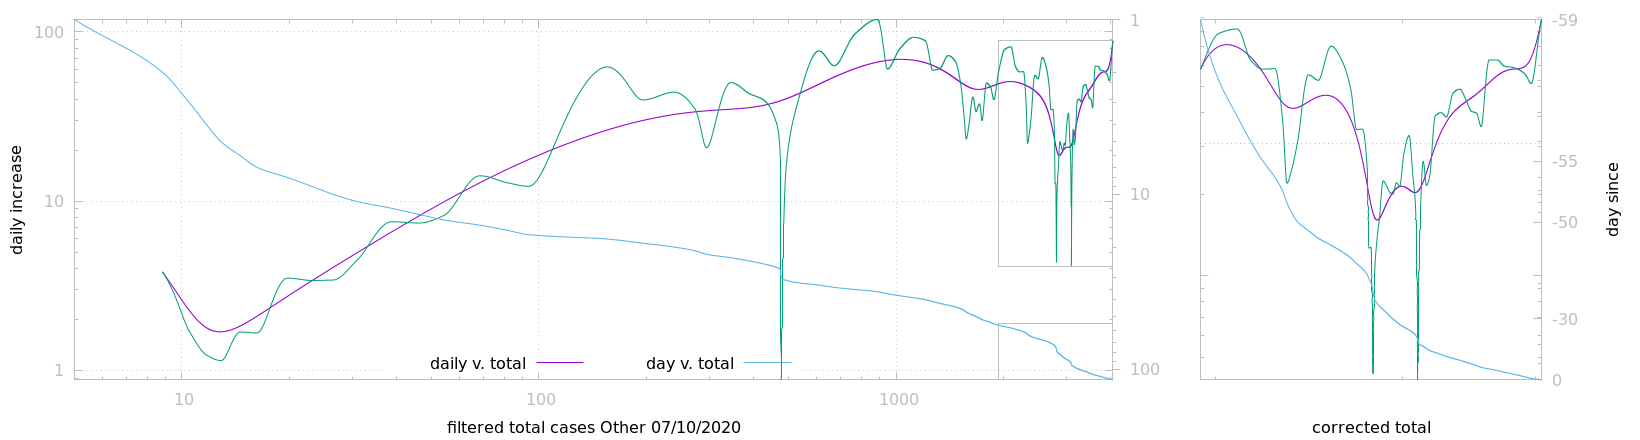 100
10
1
daily increase
10
100
1000
filtered total cases Other 07/10/2020
daily v. total
day v. total
1
10
100
-59
-55
-50
-30
0
day since
corrected total